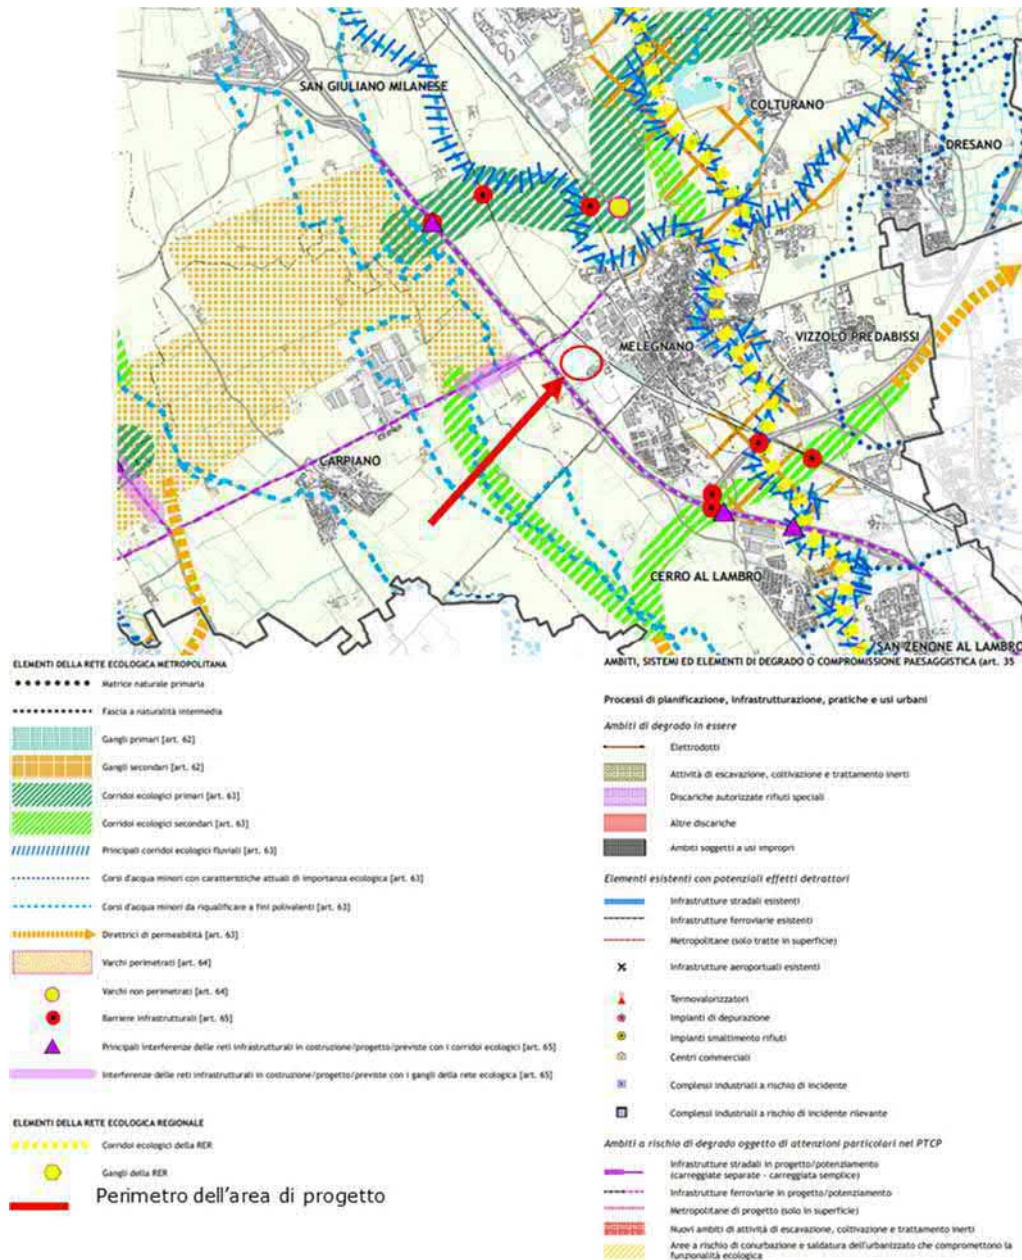 SAN GIULIANO MILANESE
COLTURANO
DRESANO
MELEGNANO
VIZZOLO PREDABISSI
CARPIANO
CERRO AL LAMBRO
SAN ZENONE AL LAMBRO
ELEMENTI DELLA RETE ECOLOGICA METROPOLITANA
Matrice naturale primaria
Fascia a naturalità intermedia
Gangli primari [art. 62]
Gangli secondari [art. 62]
Corridoi ecologici primari [art. 63]
Corridoi ecologici secondari [art. 63]
Principali corridoi ecologici fluviali [art. 63]
Corsi d'acqua minori con caratteristiche attuali di importanza ecologica [art. 63]
Corsi d'acqua minori da riqualificare a fini polivalenti [art. 63]
Direttrici di permeabilità [art. 63]
Varchi perimetrati [art. 64]
Varchi non perimetrati [art. 64]
Barriere infrastrutturali [art. 65]
Principali interferenze delle reti infrastrutturali in costruzione/progetto/previste con i corridoi ecologici [art. 65]
Interferenze delle reti infrastrutturali in costruzione/progetto/previste con i gangli della rete ecologica [art. 65]
ELEMENTI DELLA RETE ECOLOGICA REGIONALE
Corridoi ecologici della RER
Gangli della RER
Perimetro dell'area di progetto
AMBITI, SISTEMI ED ELEMENTI DI DEGRADO O COMPROMISSIONE PAESAGGISTICA (art. 35
Processi di planificazione, infrastrutturazione, pratiche e usi urbani
Ambiti di degrado in essere
Elettrodotti
Attività di escavazione, coltivazione e trattamento inerti
Discariche autorizzate rifiuti speciali
Altre discariche
Ambiti soggetti a usi impropri
Elementi esistenti con potenziali effetti detrattori
Infrastrutture stradali esistenti
Infrastrutture ferroviarie esistenti
Metropolitane (solo tratte in superficie)
Infrastrutture aeroportuali esistenti
Termovalorizzatori
Impianti di depurazione
Impianti smaltimento rifiuti
Centri commerciali
Complessi industriali a rischio di incidente
Complessi industriali a rischio di incidente rilevante
Ambiti a rischio di degrado oggetto di attenzioni particolari nel PTCP
Infrastrutture stradali in progetto/potenziamento
(carreggiate separate - carreggiata semplice)
Infrastrutture ferroviarie in progetto/potenziamento
Metropolitane di progetto (solo in superficie)
Nuovi ambiti di attività di escavazione, coltivazione e trattamento inerti
Aree a rischio di conurbazione e saldatura dell'urbanizzato che compromettono la
funzionalità ecologica